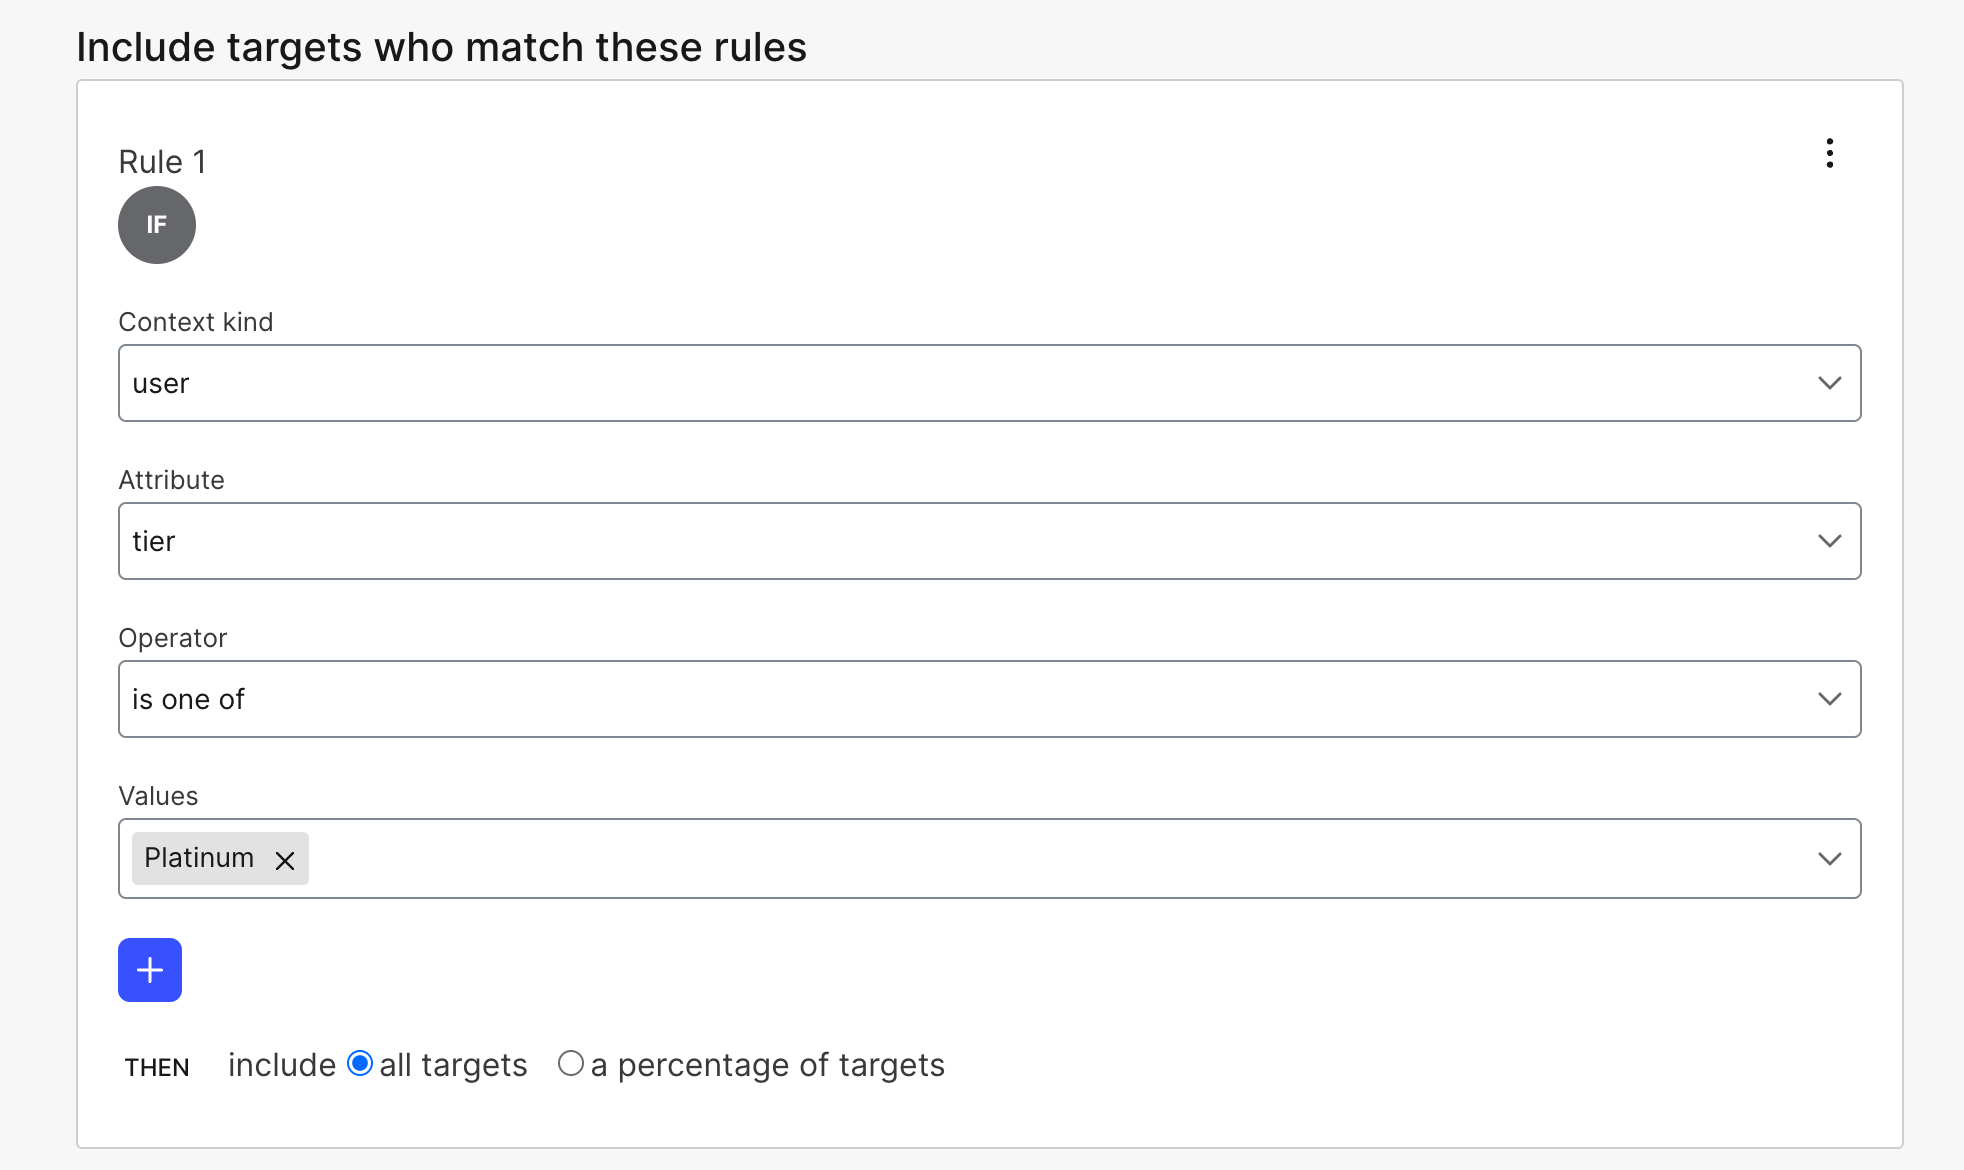 Include targets who match these rules
Rule 1
IF
Context kind
user
Attribute
tier
Operator
is one of
Values
Platinum
THEN include all targets a percentage of targets